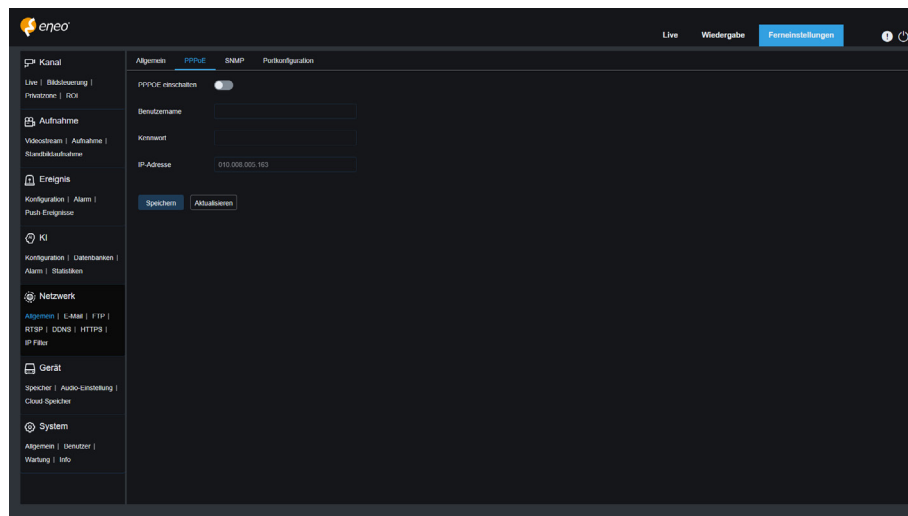 eneo
Live Wiedergabe Ferneinstellungen
Kanal
Live | Bildsteuerung |
Privatzone | ROI
Aufnahme
Videostream | Aufnahme |
Standbildaufnahme
Ereignis
Konfiguration | Alarm |
Push-Ereignisse
KI
Konfiguration | Datenbanken |
Alarm | Statistiken
Netzwerk
Allgemein | E-Mail | FTP |
RTSP | DDNS | HTTPS |
IP Filter
Gerät
Speicher | Audio-Einstellung |
Cloud-Speicher
System
Allgemein | Benutzer |
Wartung | Info
Allgemein PPPoE SNMP Portkonfiguration
PPPOE einschalten
Benutzername
Kennwort
IP-Adresse 010.008.005.163
Speichern Aktualisieren